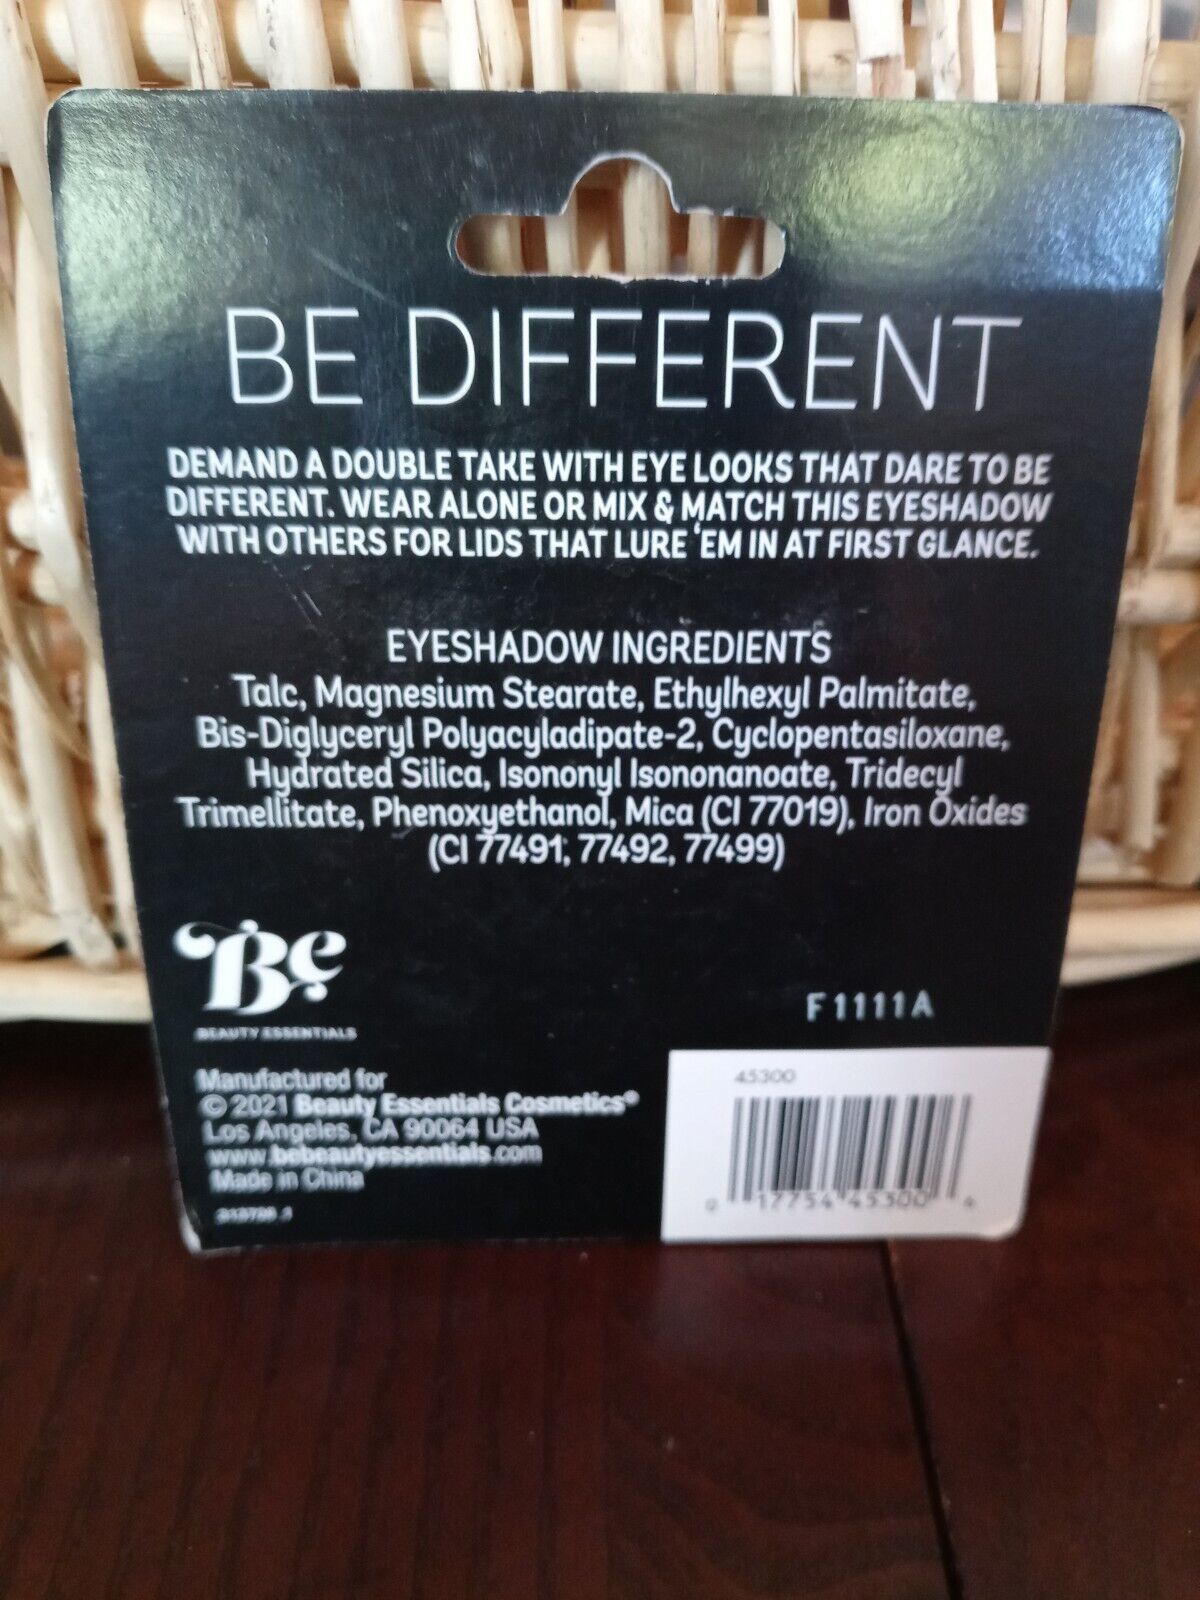 BE DIFFERENT
DEMAND A DOUBLE TAKE WITH EYE LOOKS THAT DARE TO BE
DIFFERENT. WEAR ALONE OR MIX & MATCH THIS EYESHADOW
WITH OTHERS FOR LIDS THAT LURE 'EM IN AT FIRST GLANCE.
EYESHADOW INGREDIENTS
Talc, Magnesium Stearate, Ethylhexyl Palmitate,
Bis-Diglyceryl Polyacyladipate-2, Cyclopentasiloxane,
Hydrated Silica, Isononyl Isononanoate, Tridecyl
Trimellitate, Phenoxyethanol, Mica (CI 77019), Iron Oxides
(CI 77491, 77492, 77499)
Be
BEAUTY ESSENTIALS
F1111A
Manufactured for
© 2021 Beauty Essentials Cosmetics®
Los Angeles, CA 90064 USA
www.bebeautyessentials.com
Made in China
45300
0 17754 45300